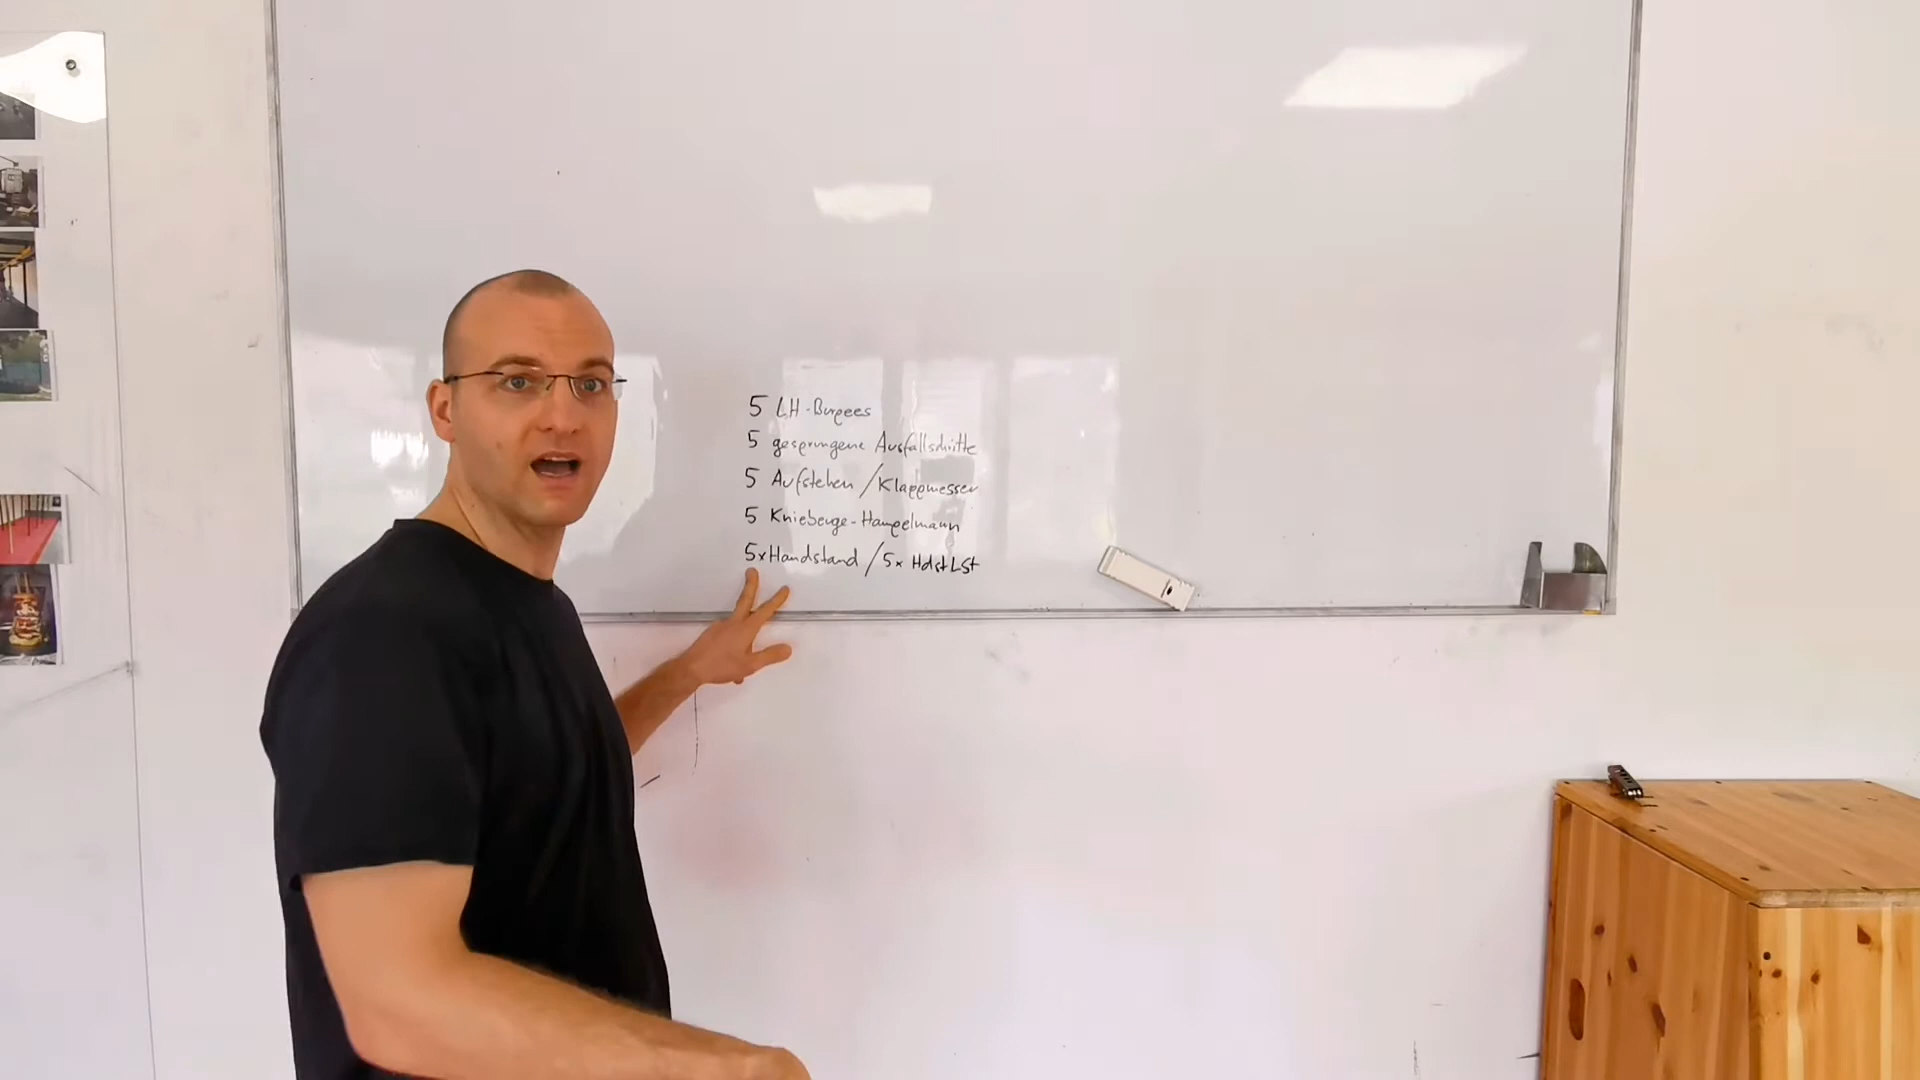 5 LH-Burpees
5 gesprungene Ausfallschritte
5 Aufstehen / Klappmesser
5 Kniebeuge-Hampelmann
5x Handstand / 5x HdstLSt